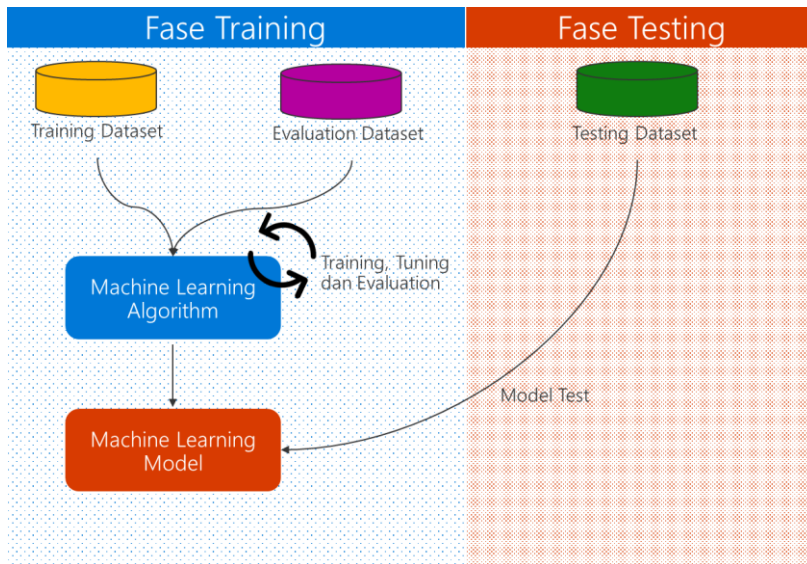 Fase Training
Fase Testing
Training Dataset
Evaluation Dataset
Testing Dataset
Training, Tuning
dan Evaluation
Machine Learning
Algorithm
Model Test
Machine Learning
Model